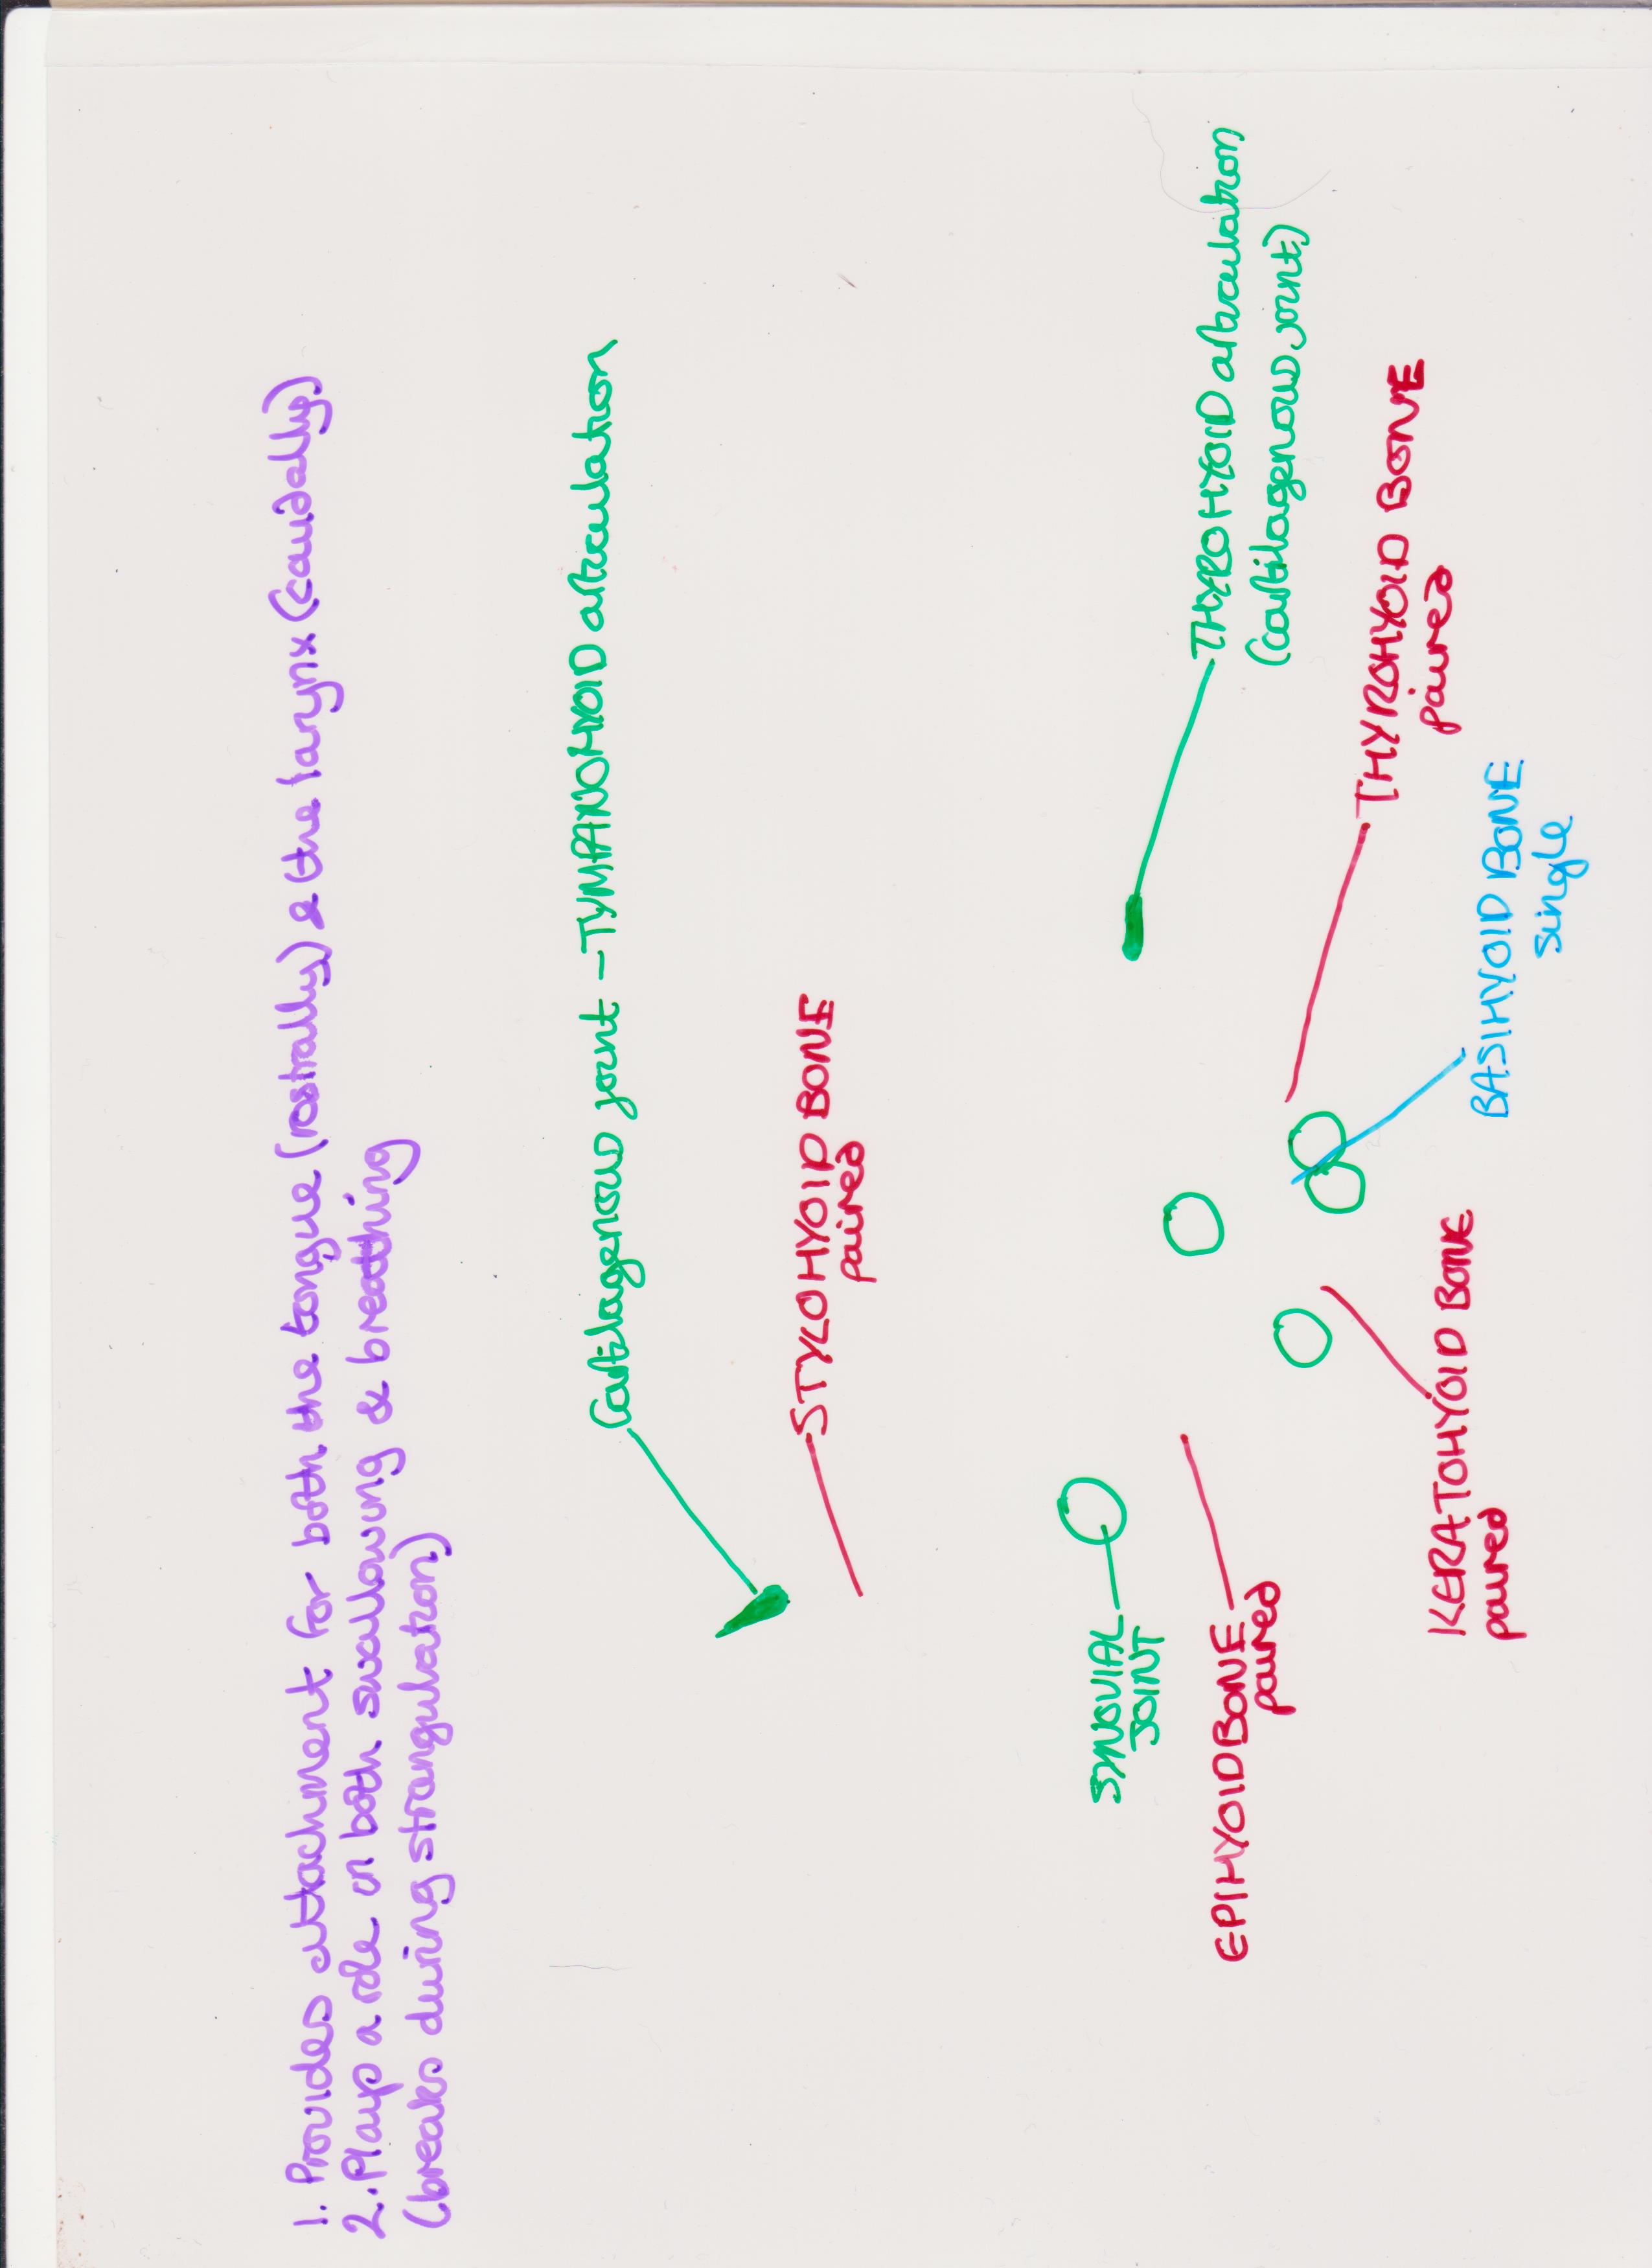 1. Provides attachment for both the tongue (rostrally) & the larynx (caudally)
2. Plays a role in both swallowing & breathing
(breaks during strangulation)
Cartilagenous joint – TYMPANOHYOID articulation
STYLOHYOID BONE
paired
SYNOVIAL
JOINT
THYROHYOID articulation
(cartilagenous joint)
EPIHYOID BONE
paired
THYROHYOID BONE
paired
KERATOHYOID BONE
paired
BASIHYOID BONE
single